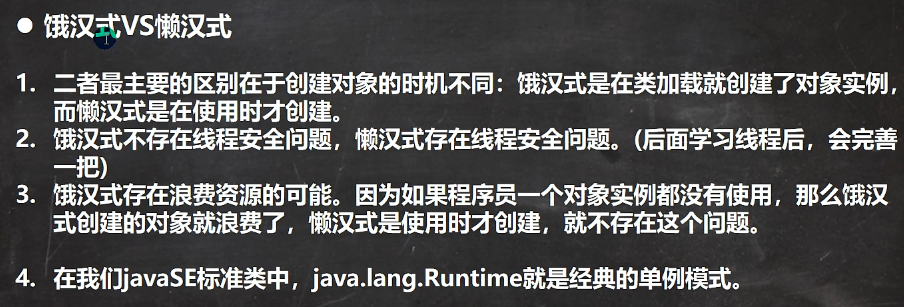 ● 饿汉式VS懒汉式
1. 二者最主要的区别在于创建对象的时机不同：饿汉式是在类加载就创建了对象实例，
而懒汉式是在使用时才创建。
2. 饿汉式不存在线程安全问题，懒汉式存在线程安全问题。(后面学习线程后，会完善
一把)
3. 饿汉式存在浪费资源的可能。因为如果程序员一个对象实例都没有使用，那么饿汉
式创建的对象就浪费了，懒汉式是使用时才创建，就不存在这个问题。
4. 在我们javaSE标准类中，java.lang.Runtime就是经典的单例模式。